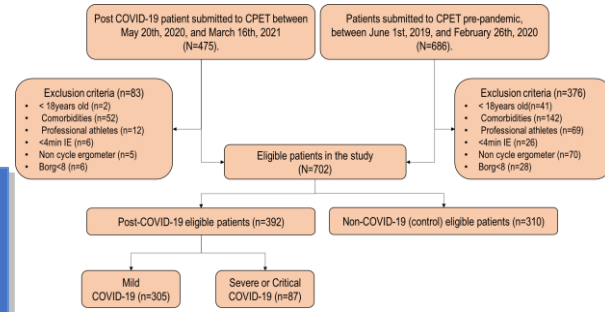 Post COVID-19 patient submitted to CPET between
May 20th, 2020, and March 16th, 2021
(N=475).
Patients submitted to CPET pre-pandemic,
between June 1st, 2019, and February 26th, 2020
(N=686).
Exclusion criteria (n=83)
• < 18years old (n=2)
• Comorbidities (n=52)
• Professional athletes (n=12)
• <4min IE (n=6)
• Non cycle ergometer (n=5)
• Borg<8 (n=6)
Exclusion criteria (n=376)
• < 18years old(n=41)
• Comorbidities (n=142)
• Professional athletes (n=69)
• <4min IE (n=26)
• Non cycle ergometer (n=70)
• Borg<8 (n=28)
Eligible patients in the study
(N=702)
Post-COVID-19 eligible patients (n=392)
Non-COVID-19 (control) eligible patients (n=310)
Mild
COVID-19 (n=305)
Severe or Critical
COVID-19 (n=87)